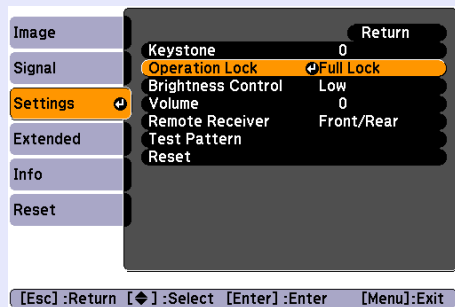 Image
Signal
Settings
Extended
Info
Reset
Return
Keystone 0
Operation Lock Full Lock
Brightness Control Low
Volume 0
Remote Receiver Front/Rear
Test Pattern
Reset
[Esc] :Return [◆] :Select [Enter] :Enter [Menu]:Exit